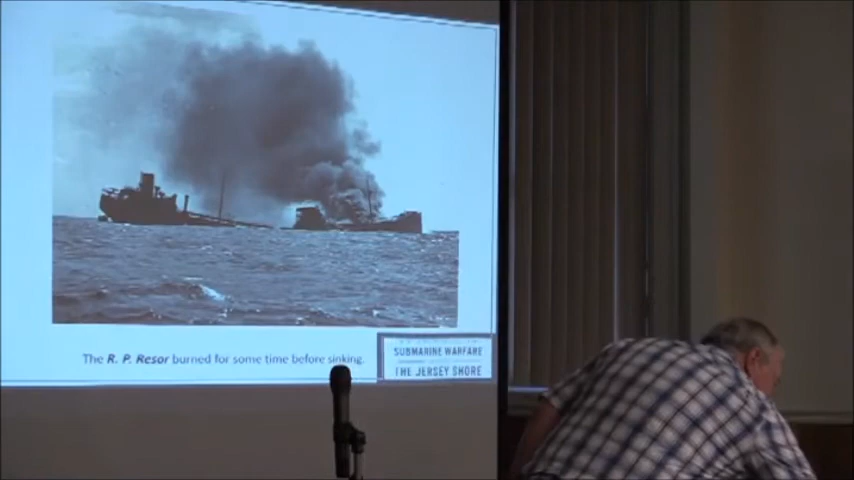 The R. P. Resor burned for some time before sinking.
SUBMARINE WARFARE
THE JERSEY SHORE